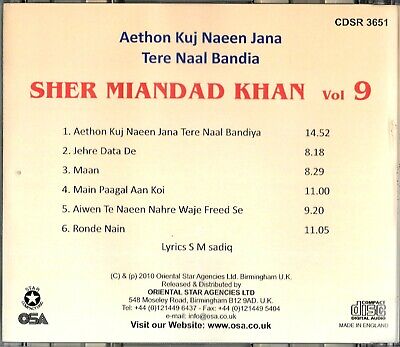 CDSR 3651
Aethon Kuj Naeen Jana
Tere Naal Bandia
SHER MIANDAD KHAN Vol 9
1. Aethon Kuj Naeen Jana Tere Naal Bandiya 14.52
2. Jehre Data De 8.18
3. Maan 8.29
4. Main Paagal Aan Koi 11.00
5. Aiwen Te Naeen Nahre Waje Freed Se 9.20
6. Ronde Nain 11.05
Lyrics S M sadiq
(C) & (p) 2010 Oriental Star Agencies Ltd. Birmingham U.K.
Released & Distributed by
ORIENTAL STAR AGENCIES LTD
548 Moseley Road, Birmingham B12 9AD. U.K.
Tel: +44 (0)121449 6437 - Fax: +44 (0)121449 5404
e-mail: info@osa.co.uk
Visit our Website: www.osa.co.uk
STAR
OSA
COMPACT
disc
DIGITAL AUDIO
MADE IN ENGLAND